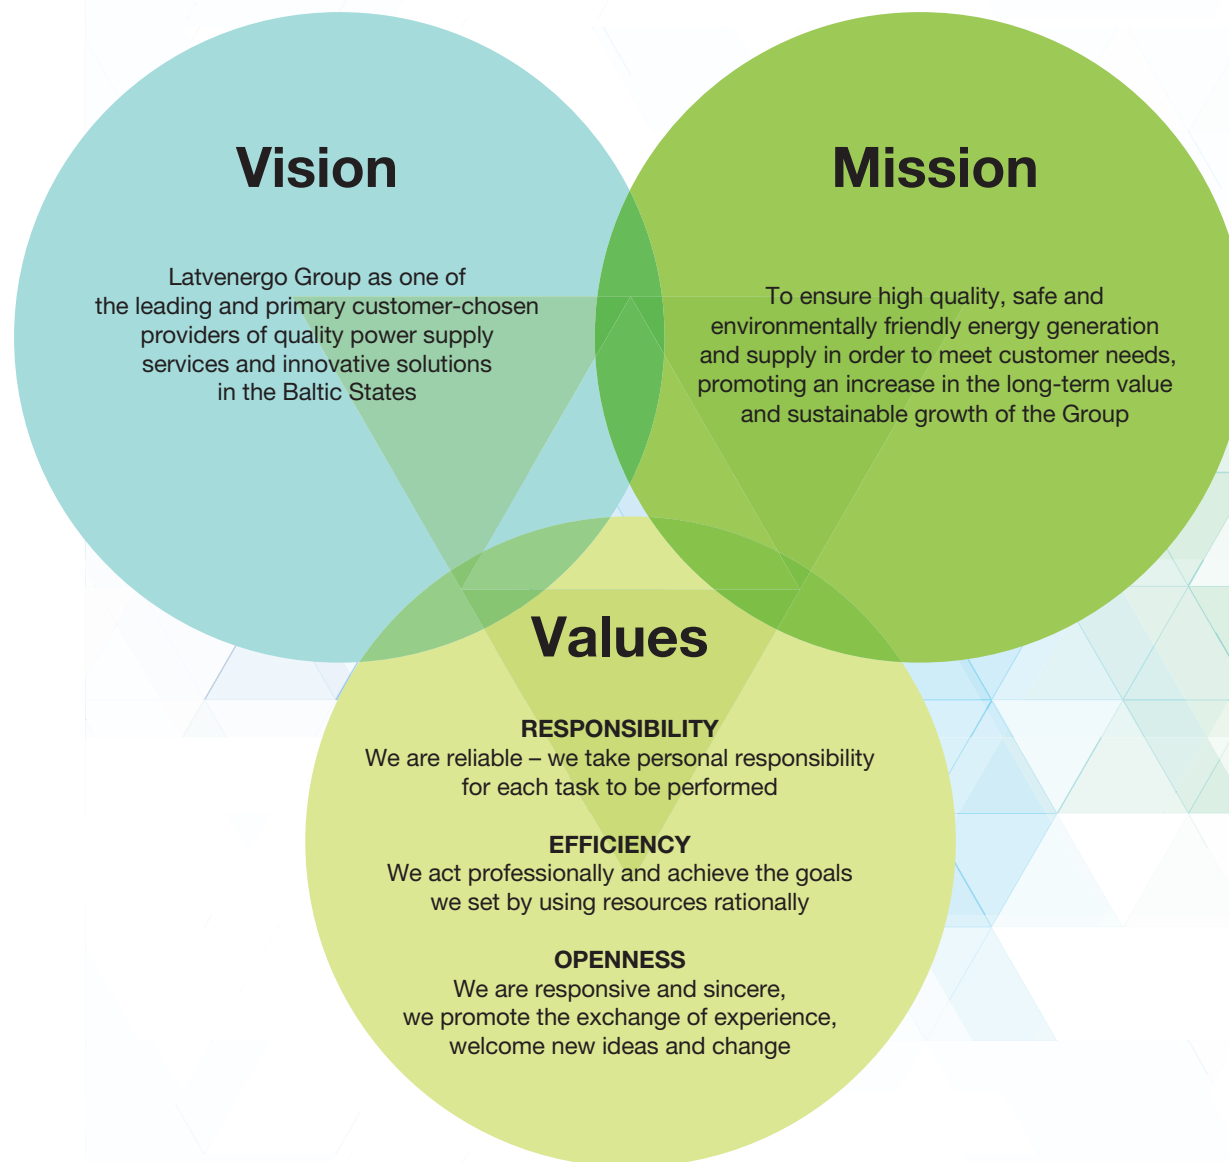 Vision
Latvenergo Group as one of
the leading and primary customer-chosen
providers of quality power supply
services and innovative solutions
in the Baltic States
Mission
To ensure high quality, safe and
environmentally friendly energy generation
and supply in order to meet customer needs,
promoting an increase in the long-term value
and sustainable growth of the Group
Values
RESPONSIBILITY
We are reliable – we take personal responsibility
for each task to be performed
EFFICIENCY
We act professionally and achieve the goals
we set by using resources rationally
OPENNESS
We are responsive and sincere,
we promote the exchange of experience,
welcome new ideas and change